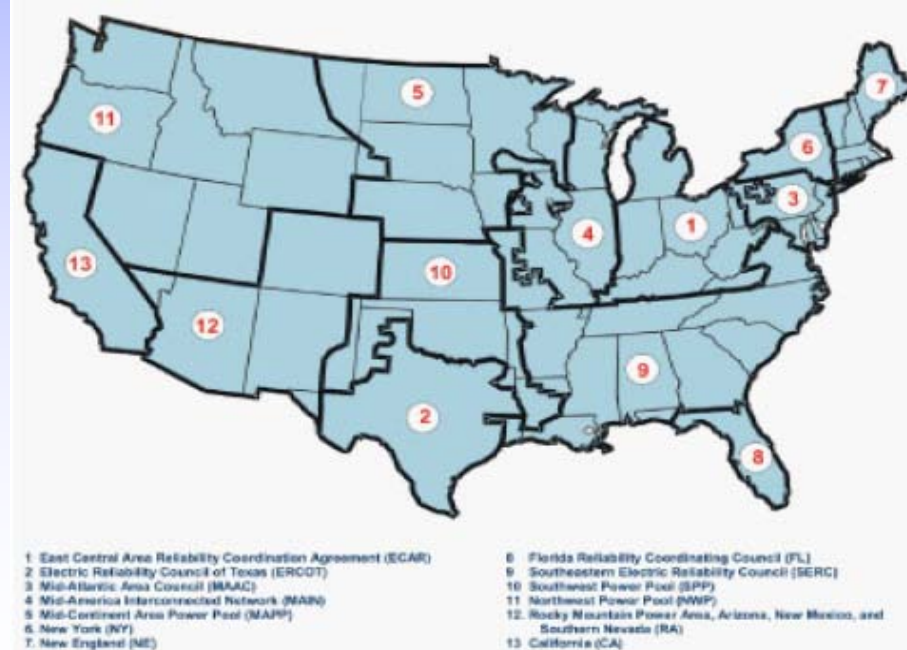 5
7
11
6
3
4
1
13
10
12
9
2
8
1 East Central Area Reliability Coordination Agreement (ECAR)
2 Electric Reliability Council of Texas (ERCOT)
3 Mid-Atlantic Area Council (MAAC)
4 Mid-America Interconnected Network (MAIN)
5 Mid-Continent Area Power Pool (MAPP)
6. New York (NY)
7. New England (NE)
8 Florida Reliability Coordinating Council (FL)
9 Southeastern Electric Reliability Council (SERC)
10 Southwest Power Pool (SPP)
11 Northwest Power Pool (NWP)
12. Rocky Mountain Power Area, Arizona, New Mexico, and
Southern Nevada (RA)
13 California (CA)